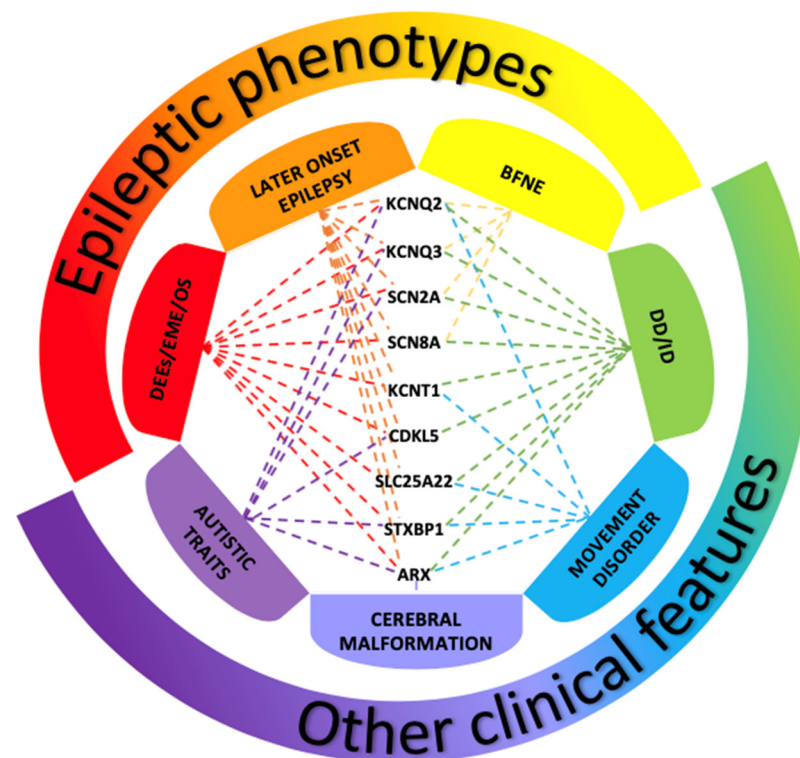 Epileptic phenotypes
LATER ONSET
EPILEPSY
BFNE
DEEs/EME/OS
DD/ID
KCNQ2
KCNQ3
SCN2A
SCN8A
KCNT1
CDKL5
SLC25A22
STXBP1
ARX
AUTISTIC
TRAITS
MOVEMENT
DISORDER
CEREBRAL
MALFORMATION
Other clinical features